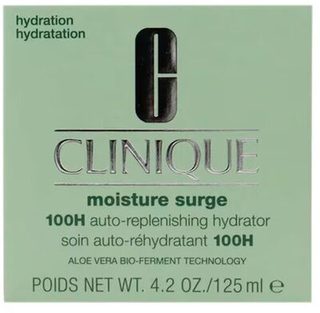 hydration
hydratation
C
CLINIQUE
moisture surge
100H auto-replenishing hydrator
soin auto-réhydratant 100H
ALOE VERA BIO-FERMENT TECHNOLOGY
POIDS NET WT. 4.2 OZ./125 ml e